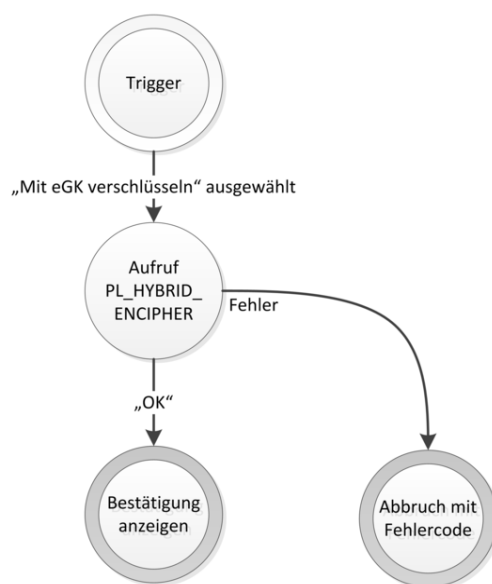 Trigger
„Mit eGK verschlüsseln“ ausgewählt
Aufruf
PL_HYBRID_
ENCIPHER
Fehler
„OK“
Bestätigung
anzeigen
Abbruch mit
Fehlercode